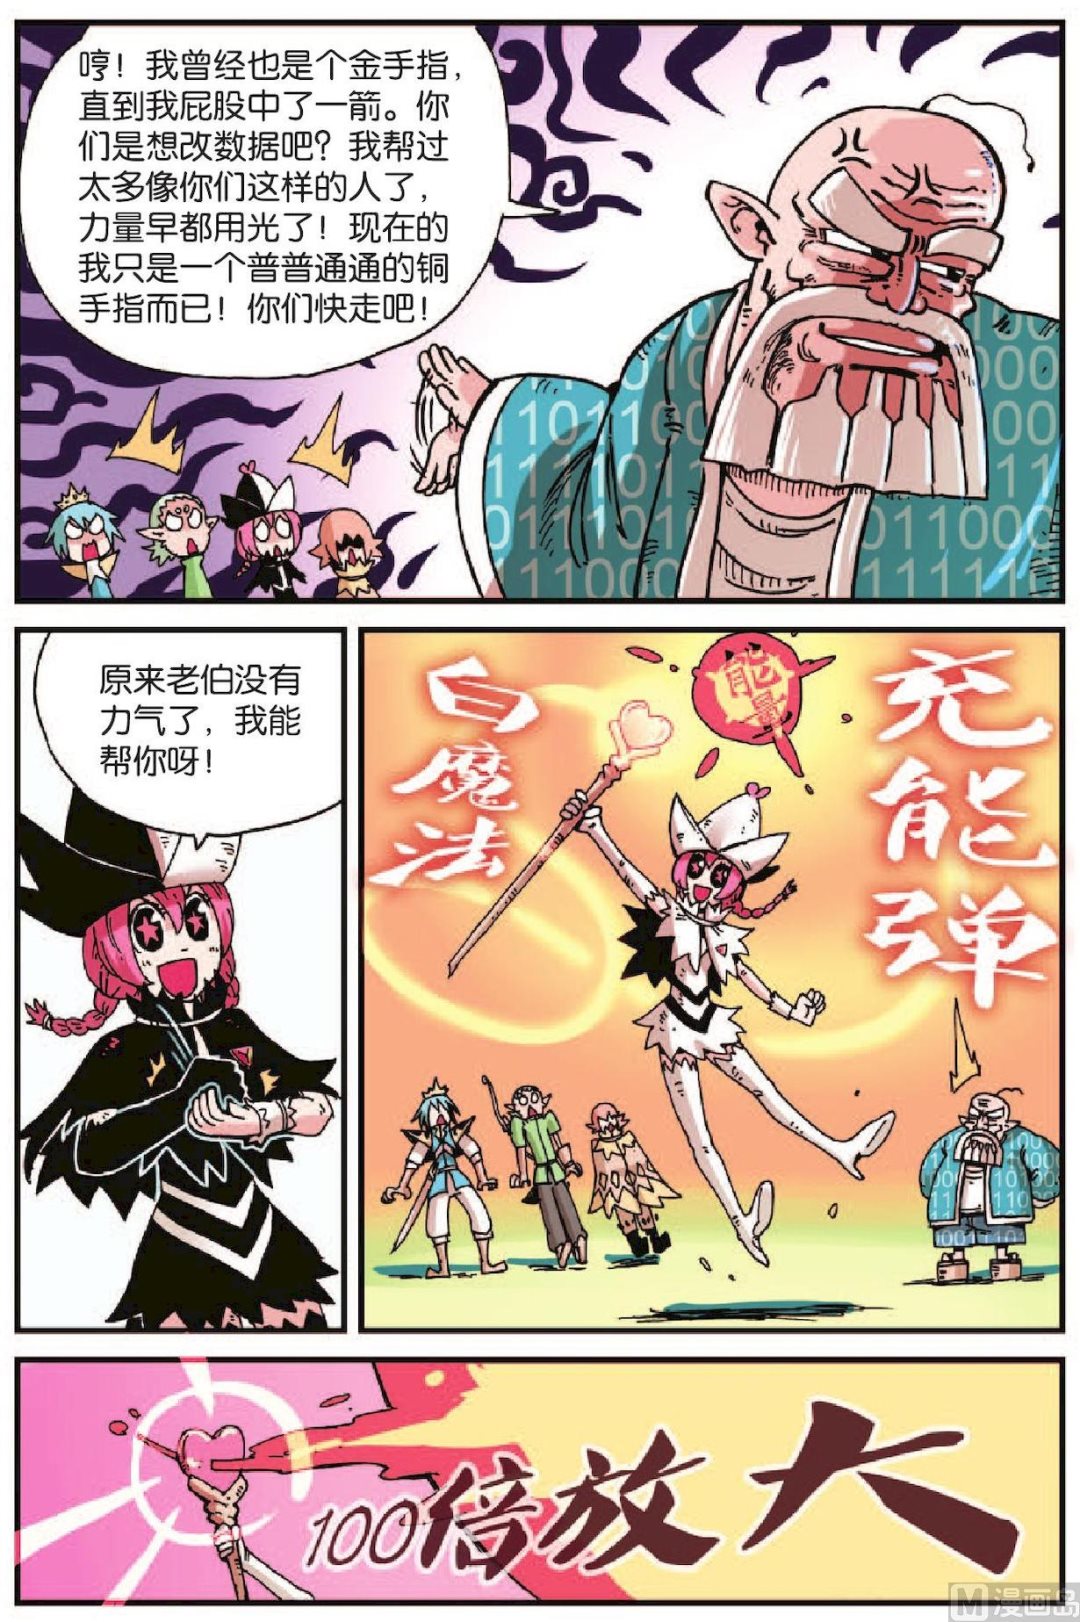 哼！我曾经也是个金手指，
直到我屁股中了一箭。你
们是想改数据吧？我帮过
太多像你们这样的人了，
力量早都用光了！现在的
我只是一个普普通通的铜
手指而已！你们快走吧！
原来老伯没有
力气了，我能
帮你呀！
白魔法
能量
充能弹
100倍放大
漫画岛